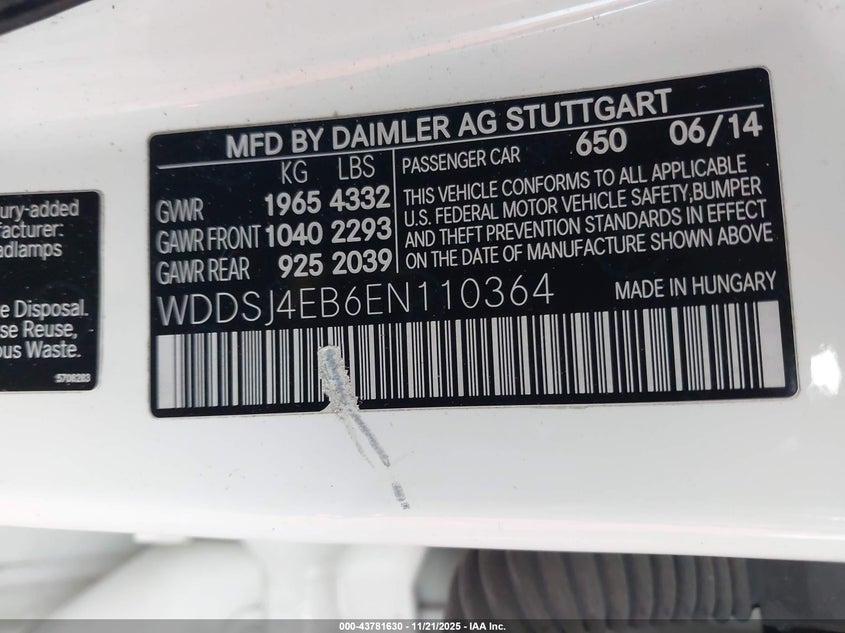 MFD BY DAIMLER AG STUTTGART
KG LBS
GVWR 1965 4332
GAWR FRONT 1040 2293
GAWR REAR 925 2039
PASSENGER CAR 650 06/14
THIS VEHICLE CONFORMS TO ALL APPLICABLE
U.S. FEDERAL MOTOR VEHICLE SAFETY,BUMPER
AND THEFT PREVENTION STANDARDS IN EFFECT
ON THE DATE OF MANUFACTURE SHOWN ABOVE
WDDSJ4EB6EN110364 MADE IN HUNGARY
ury-added
facturer:
eadlamps
e Disposal.
se Reuse,
ous Waste.
000-43781630 - 11/21/2025 - IAA Inc.